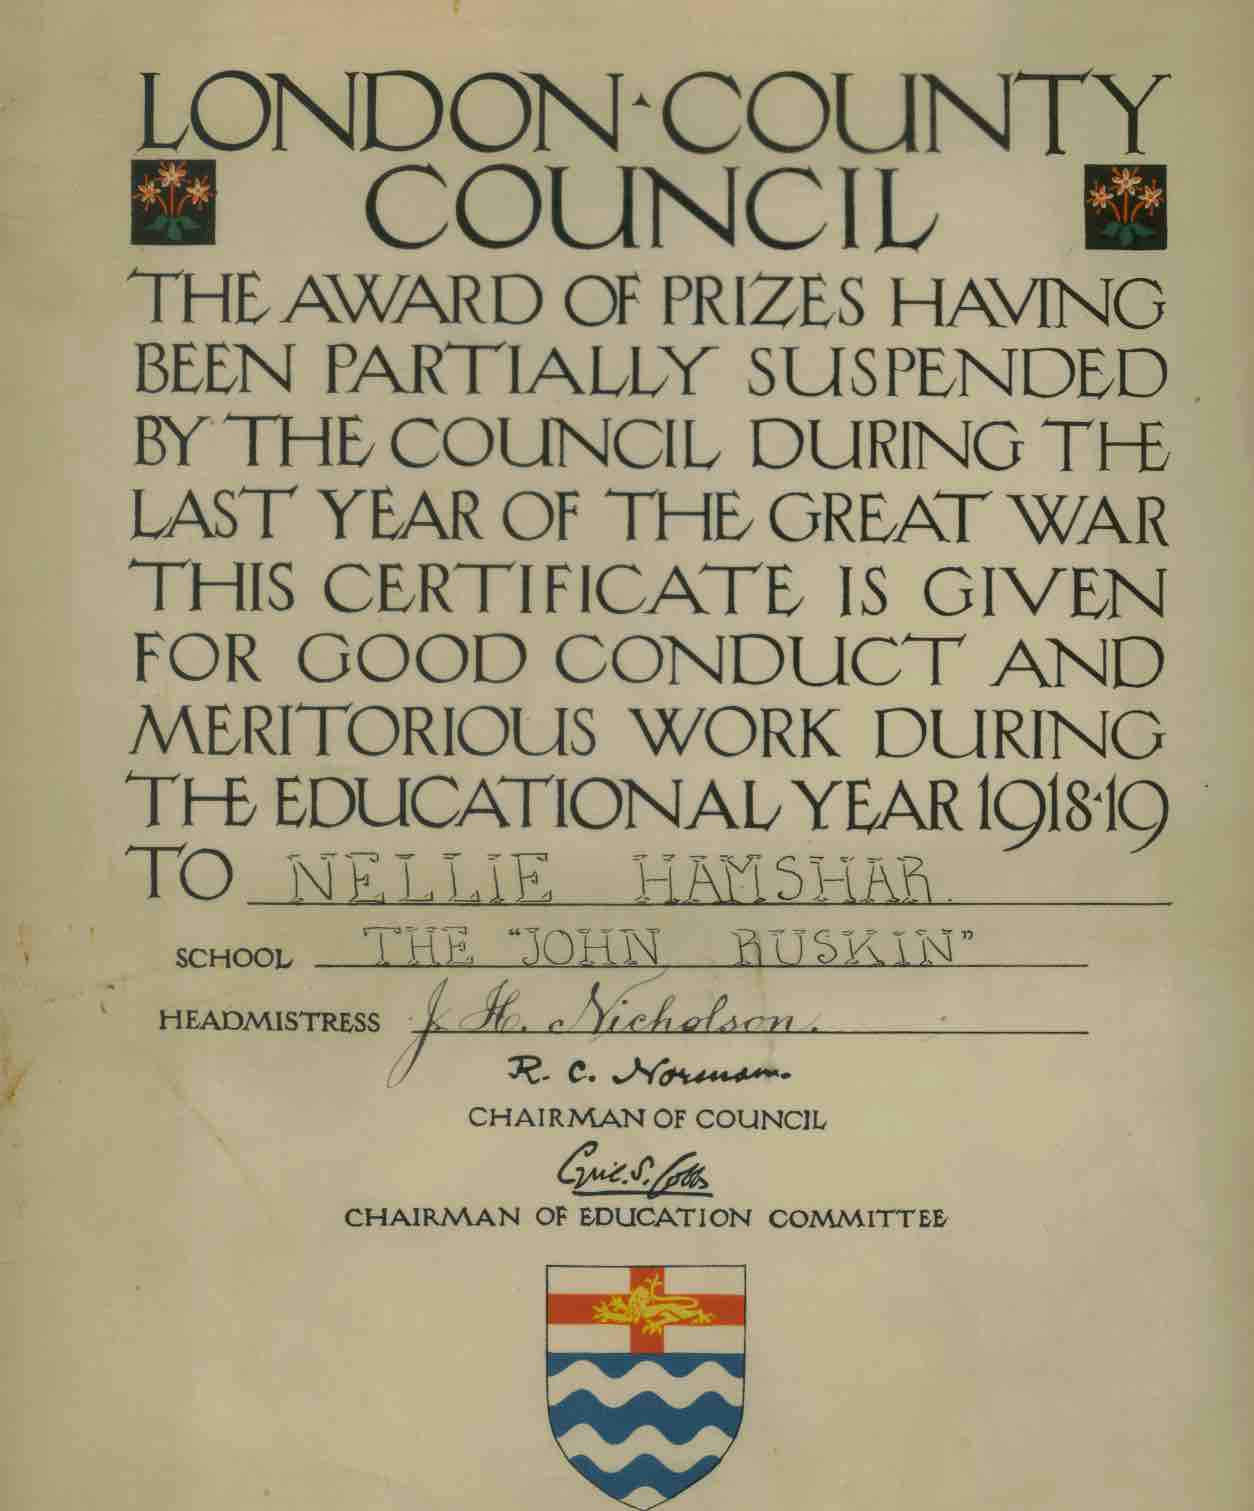 LONDON·COUNTY
COUNCIL
THE AWARD OF PRIZES HAVING
BEEN PARTIALLY SUSPENDED
BY THE COUNCIL DURING THE
LAST YEAR OF THE GREAT WAR
THIS CERTIFICATE IS GIVEN
FOR GOOD CONDUCT AND
MERITORIOUS WORK DURING
THE EDUCATIONAL YEAR 1918·19
TO NELLIE HAMSHAR.
SCHOOL THE "JOHN RUSKIN"
HEADMISTRESS J. H. Nicholson.
R. C. Norman.
CHAIRMAN OF COUNCIL
Cyril. S. Cobb
CHAIRMAN OF EDUCATION COMMITTEE